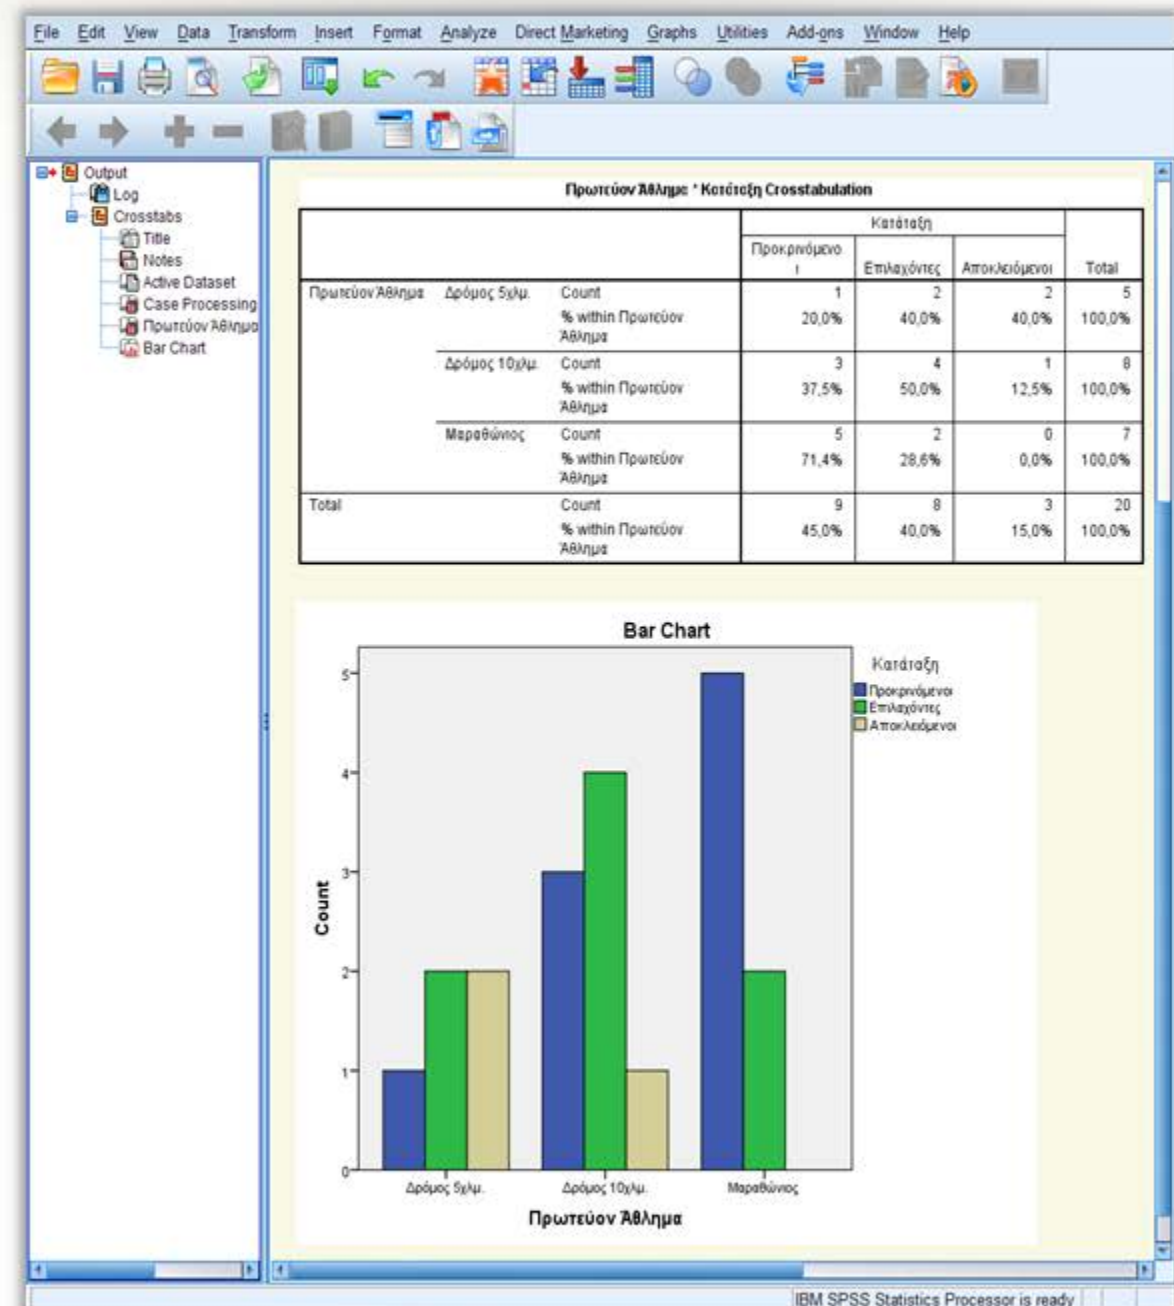 File Edit View Data Transform Insert Format Analyze Direct Marketing Graphs Utilities Add-ons Window Help
Output
Log
Crosstabs
Title
Notes
Active Dataset
Case Processing
Πρωτεύον Άθλημα
Bar Chart
Πρωτεύον Άθλημα * Κατάταξη Crosstabulation
Κατάταξη
Προκρινόμενο
ι Επιλαχόντες Αποκλειόμενοι Total
Πρωτεύον Άθλημα Δρόμος 5χλμ. Count 1 2 2 5
% within Πρωτεύον 20,0% 40,0% 40,0% 100,0%
Άθλημα
Δρόμος 10χλμ. Count 3 4 1 8
% within Πρωτεύον 37,5% 50,0% 12,5% 100,0%
Άθλημα
Μαραθώνιος Count 5 2 0 7
% within Πρωτεύον 71,4% 28,6% 0,0% 100,0%
Άθλημα
Total Count 9 8 3 20
% within Πρωτεύον 45,0% 40,0% 15,0% 100,0%
Άθλημα
Bar Chart
Κατάταξη
Προκρινόμενοι
Επιλαχόντες
Αποκλειόμενοι
5
4
3
2
1
0
Count
Δρόμος 5χλμ. Δρόμος 10χλμ. Μαραθώνιος
Πρωτεύον Άθλημα
IBM SPSS Statistics Processor is ready